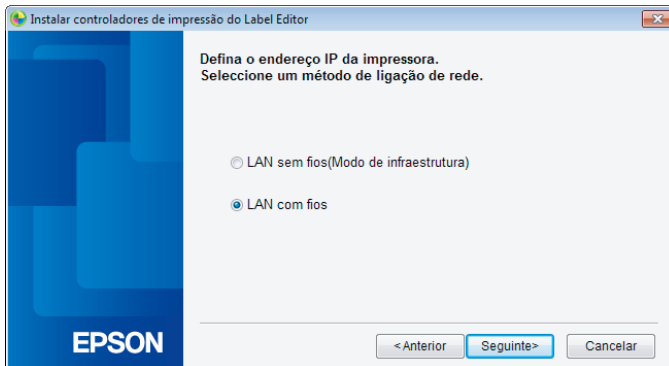 Instalar controladores de impressão do Label Editor
Defina o endereço IP da impressora.
Seleccione um método de ligação de rede.
LAN sem fios(Modo de infraestrutura)
LAN com fios
EPSON
<Anterior
Seguinte>
Cancelar